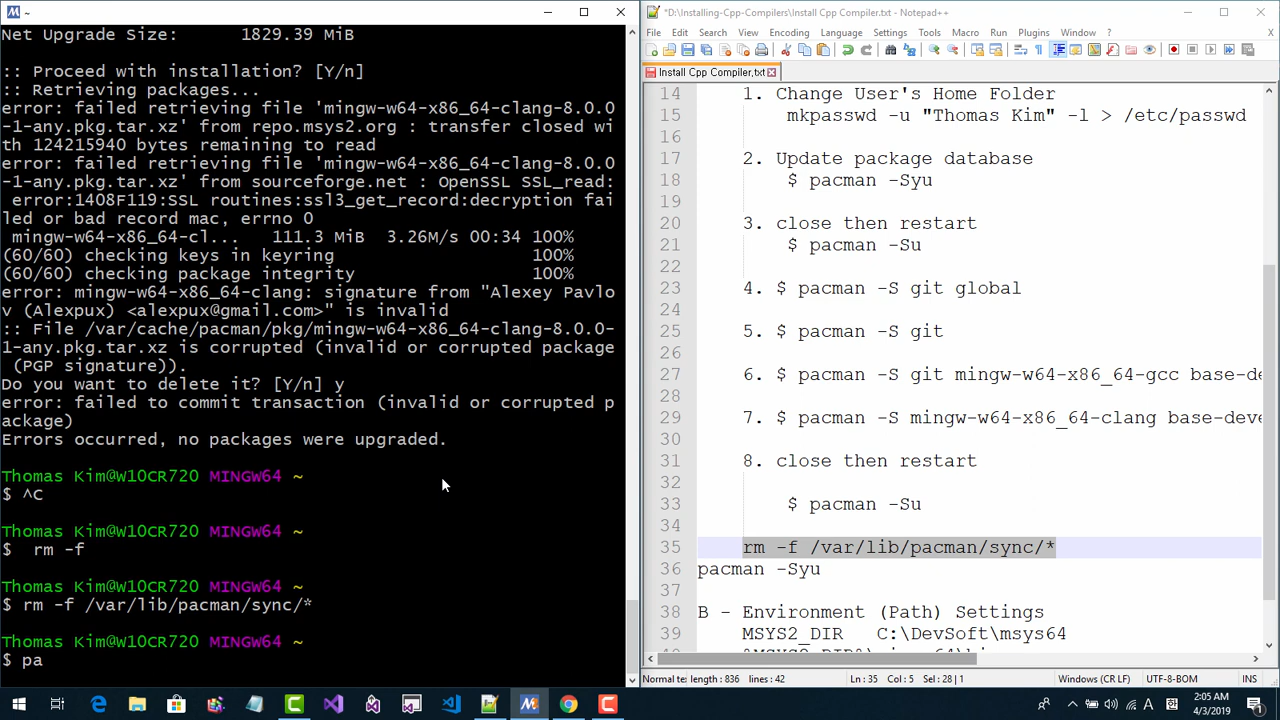 ~
Net Upgrade Size:     1829.39 MiB
:: Proceed with installation? [Y/n]
:: Retrieving packages...
error: failed retrieving file 'mingw-w64-x86_64-clang-8.0.0
-1-any.pkg.tar.xz' from repo.msys2.org : transfer closed wi
th 124215940 bytes remaining to read
error: failed retrieving file 'mingw-w64-x86_64-clang-8.0.0
-1-any.pkg.tar.xz' from sourceforge.net : OpenSSL SSL_read:
 error:1408F119:SSL routines:ssl3_get_record:decryption fai
led or bad record mac, errno 0
 mingw-w64-x86_64-cl...   111.3 MiB  3.26M/s 00:34 100%
(60/60) checking keys in keyring                  100%
(60/60) checking package integrity                100%
error: mingw-w64-x86_64-clang: signature from "Alexey Pavlo
v (Alexpux) <alexpux@gmail.com>" is invalid
:: File /var/cache/pacman/pkg/mingw-w64-x86_64-clang-8.0.0-
1-any.pkg.tar.xz is corrupted (invalid or corrupted package
(PGP signature)).
Do you want to delete it? [Y/n] y
error: failed to commit transaction (invalid or corrupted p
ackage)
Errors occurred, no packages were upgraded.
Thomas Kim@W10CR720 MINGW64 ~
$ ^C
Thomas Kim@W10CR720 MINGW64 ~
$  rm -f
Thomas Kim@W10CR720 MINGW64 ~
$ rm -f /var/lib/pacman/sync/*
Thomas Kim@W10CR720 MINGW64 ~
$ pa
*D:\Installing-Cpp-Compilers\Install Cpp Compiler.txt - Notepad++
File Edit Search View Encoding Language Settings Tools Macro Run Plugins Window ? X
Install Cpp Compiler.txt
14 1. Change User's Home Folder
15 mkpasswd -u "Thomas Kim" -l > /etc/passwd
16
17 2. Update package database
18 $ pacman -Syu
19
20 3. close then restart
21 $ pacman -Su
22
23 4. $ pacman -S git global
24
25 5. $ pacman -S git
26
27 6. $ pacman -S git mingw-w64-x86_64-gcc base-de
28
29 7. $ pacman -S mingw-w64-x86_64-clang base-deve
30
31 8. close then restart
32
33 $ pacman -Su
34
35 rm -f /var/lib/pacman/sync/*
36 pacman -Syu
37
38 B - Environment (Path) Settings
39 MSYS2_DIR C:\DevSoft\msys64
Normal te: length : 836 lines : 42 Ln : 35 Col : 5 Sel : 28 | 1 Windows (CR LF) UTF-8-BOM INS
2:05 AM
4/3/2019